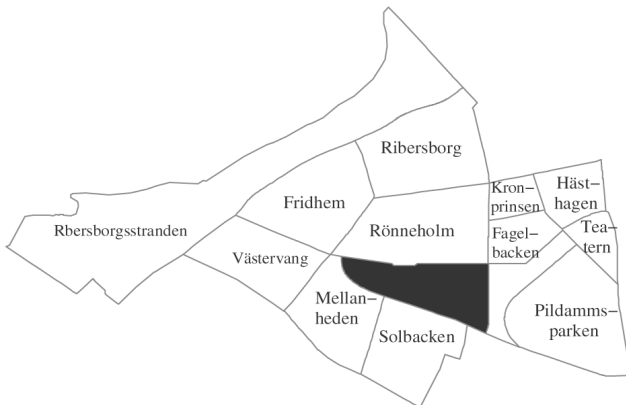 Ribersborg
Kron–
prinsen
Häst–
hagen
Fridhem
Rbersborgsstranden
Rönneholm
Fagel–
backen
Tea–
tern
Västervang
Mellan–
heden
Pildamms–
parken
Solbacken